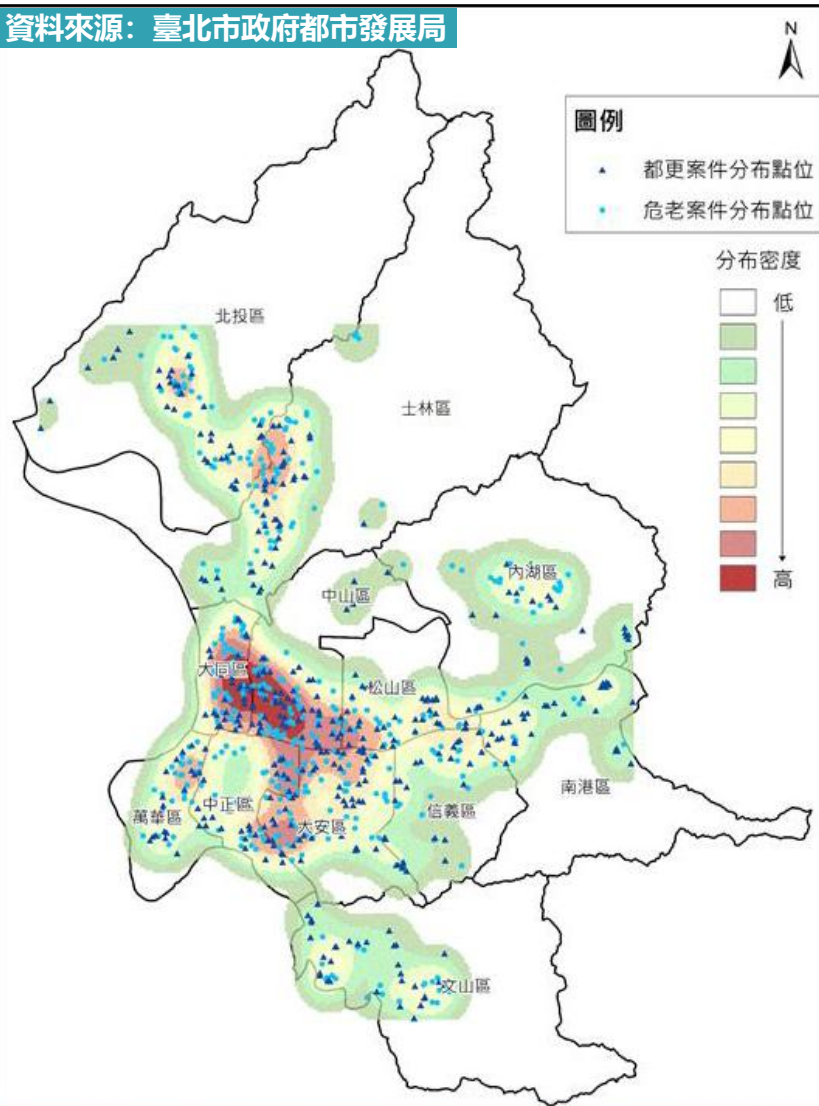 資料來源：臺北市政府都市發展局
N
圖例
都更案件分布點位
危老案件分布點位
分布密度
低
高
北投區
士林區
內湖區
中山區
大同區
松山區
南港區
信義區
中正區
萬華區
大安區
文山區